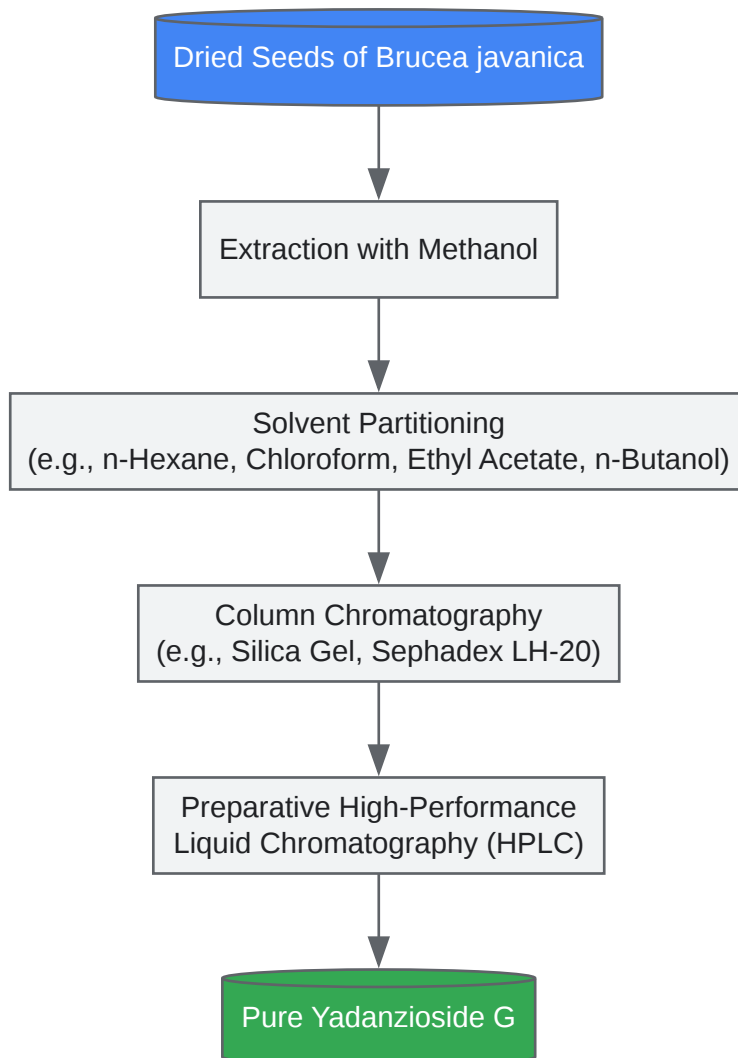 Dried Seeds of Brucea javanica
Extraction with Methanol
Solvent Partitioning
(e.g., n-Hexane, Chloroform, Ethyl Acetate, n-Butanol)
Column Chromatography
(e.g., Silica Gel, Sephadex LH-20)
Preparative High-Performance
Liquid Chromatography (HPLC)
Pure Yadanzioside G